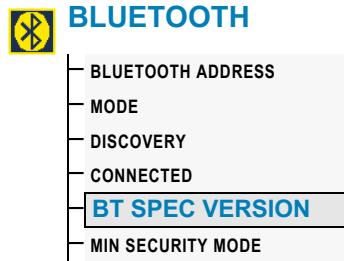 BLUETOOTH
BLUETOOTH ADDRESS
MODE
DISCOVERY
CONNECTED
BT SPEC VERSION
MIN SECURITY MODE